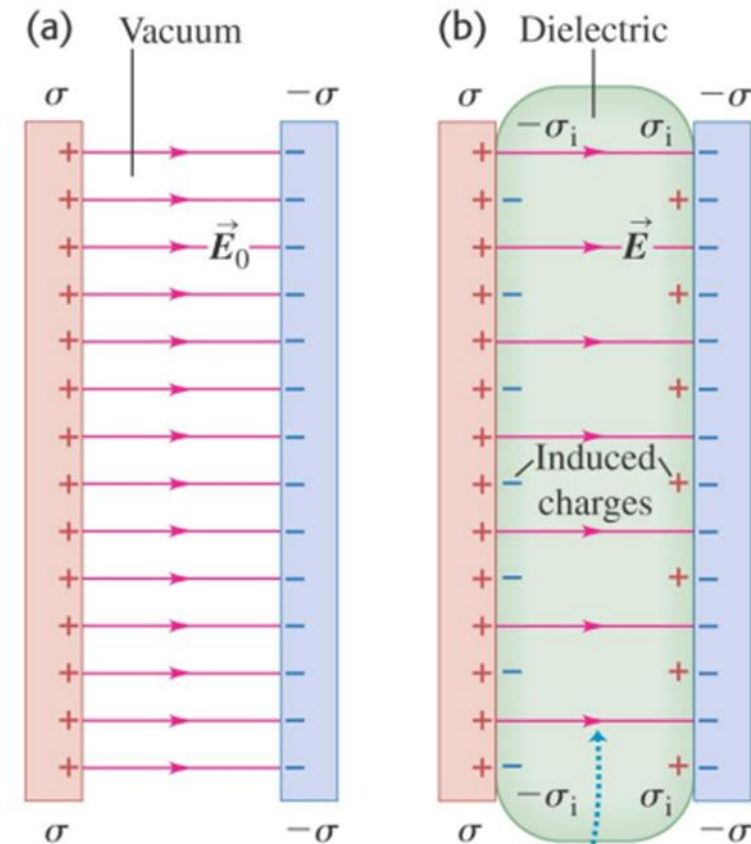 (a) Vacuum
σ −σ
E⃗₀
σ −σ
(b) Dielectric
σ −σ
−σᵢ σᵢ
E⃗
Induced
charges
−σᵢ σᵢ
σ −σ